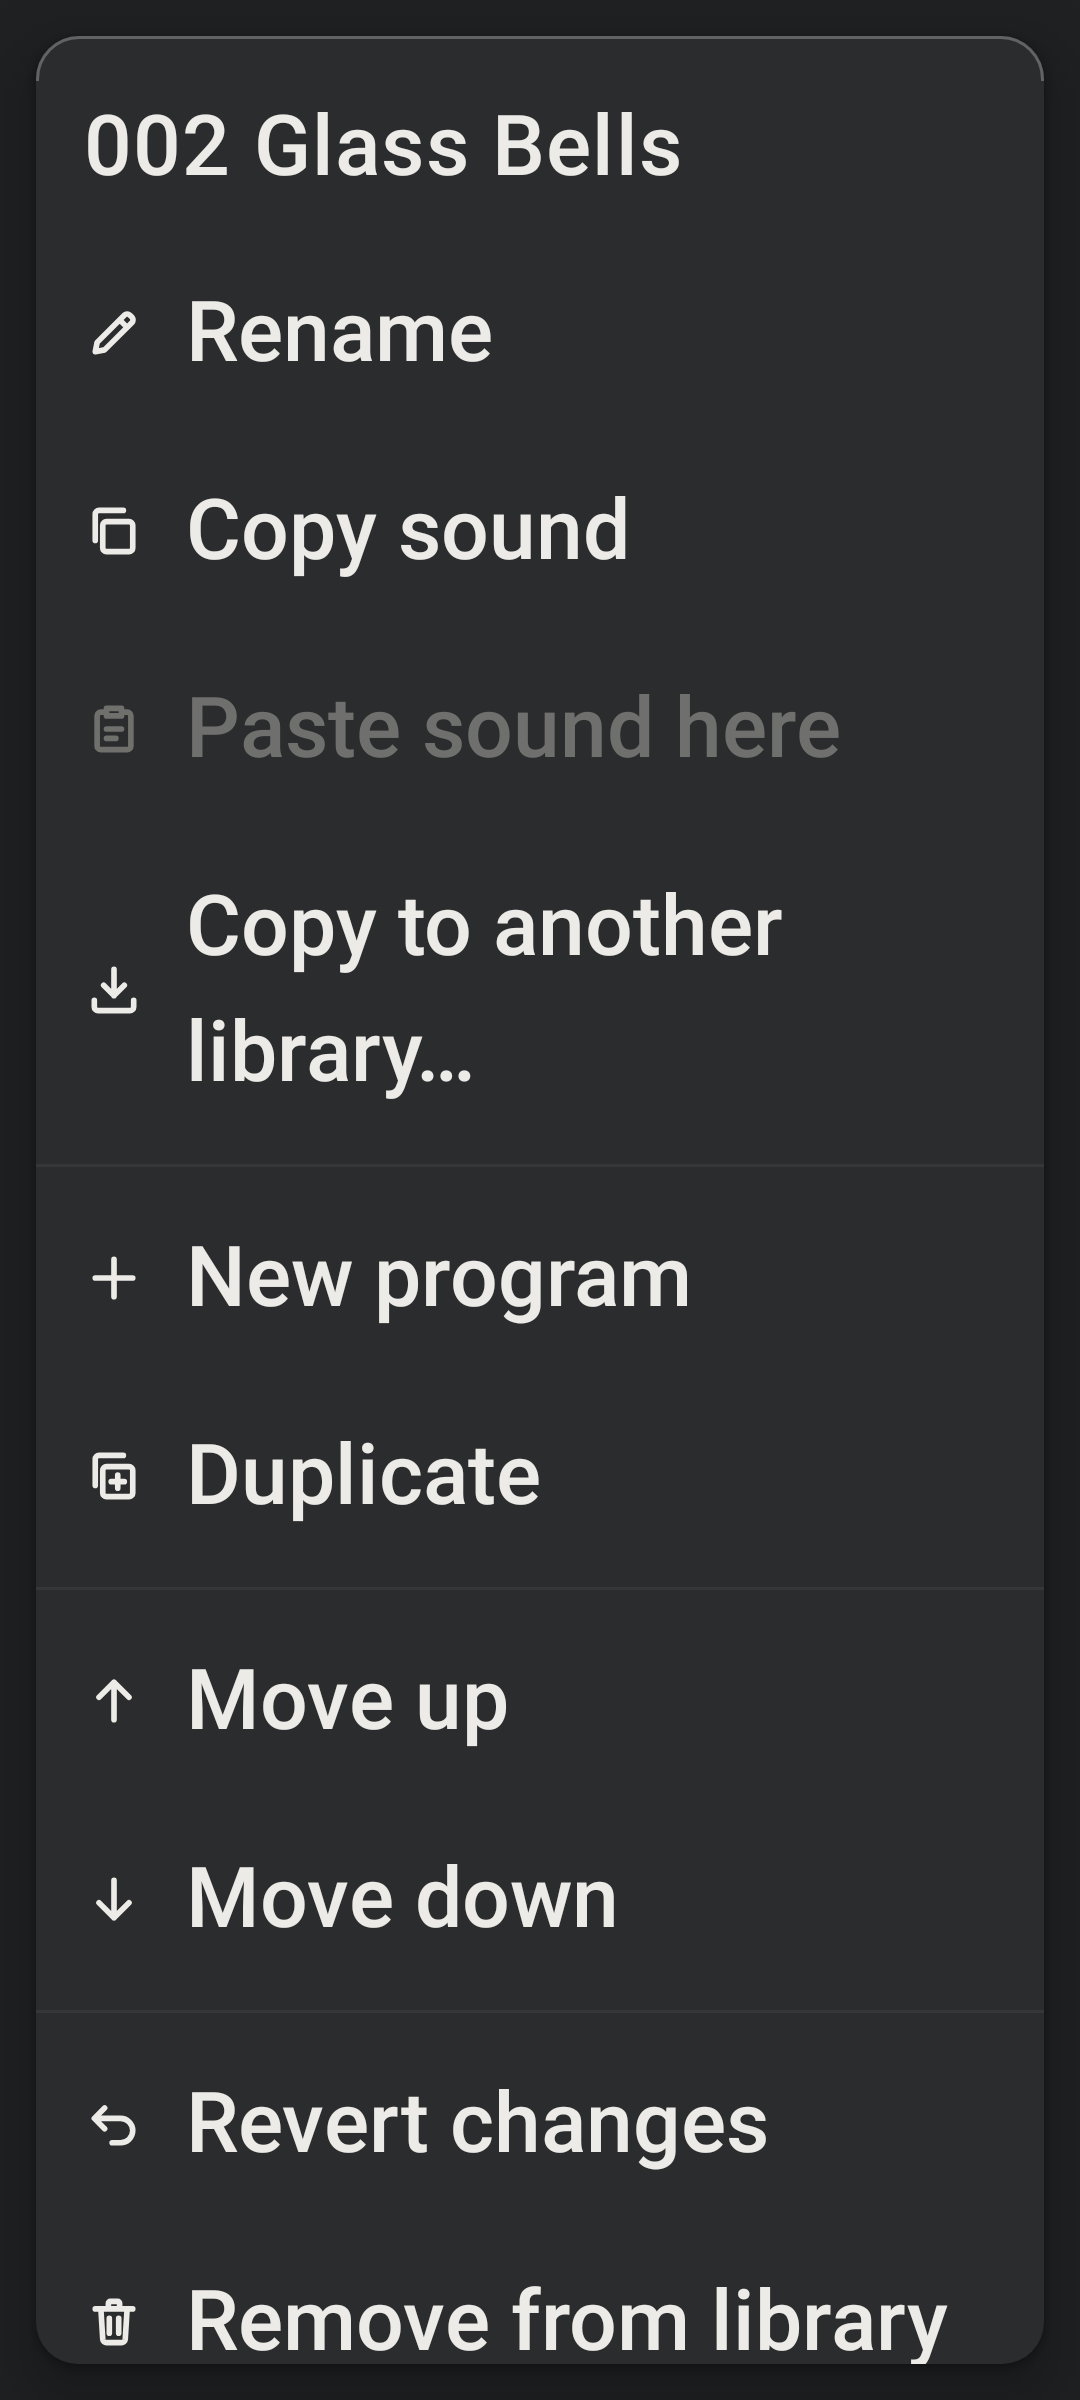 002 Glass Bells
Rename
Copy sound
Paste sound here
Copy to another
library…
New program
Duplicate
Move up
Move down
Revert changes
Remove from library